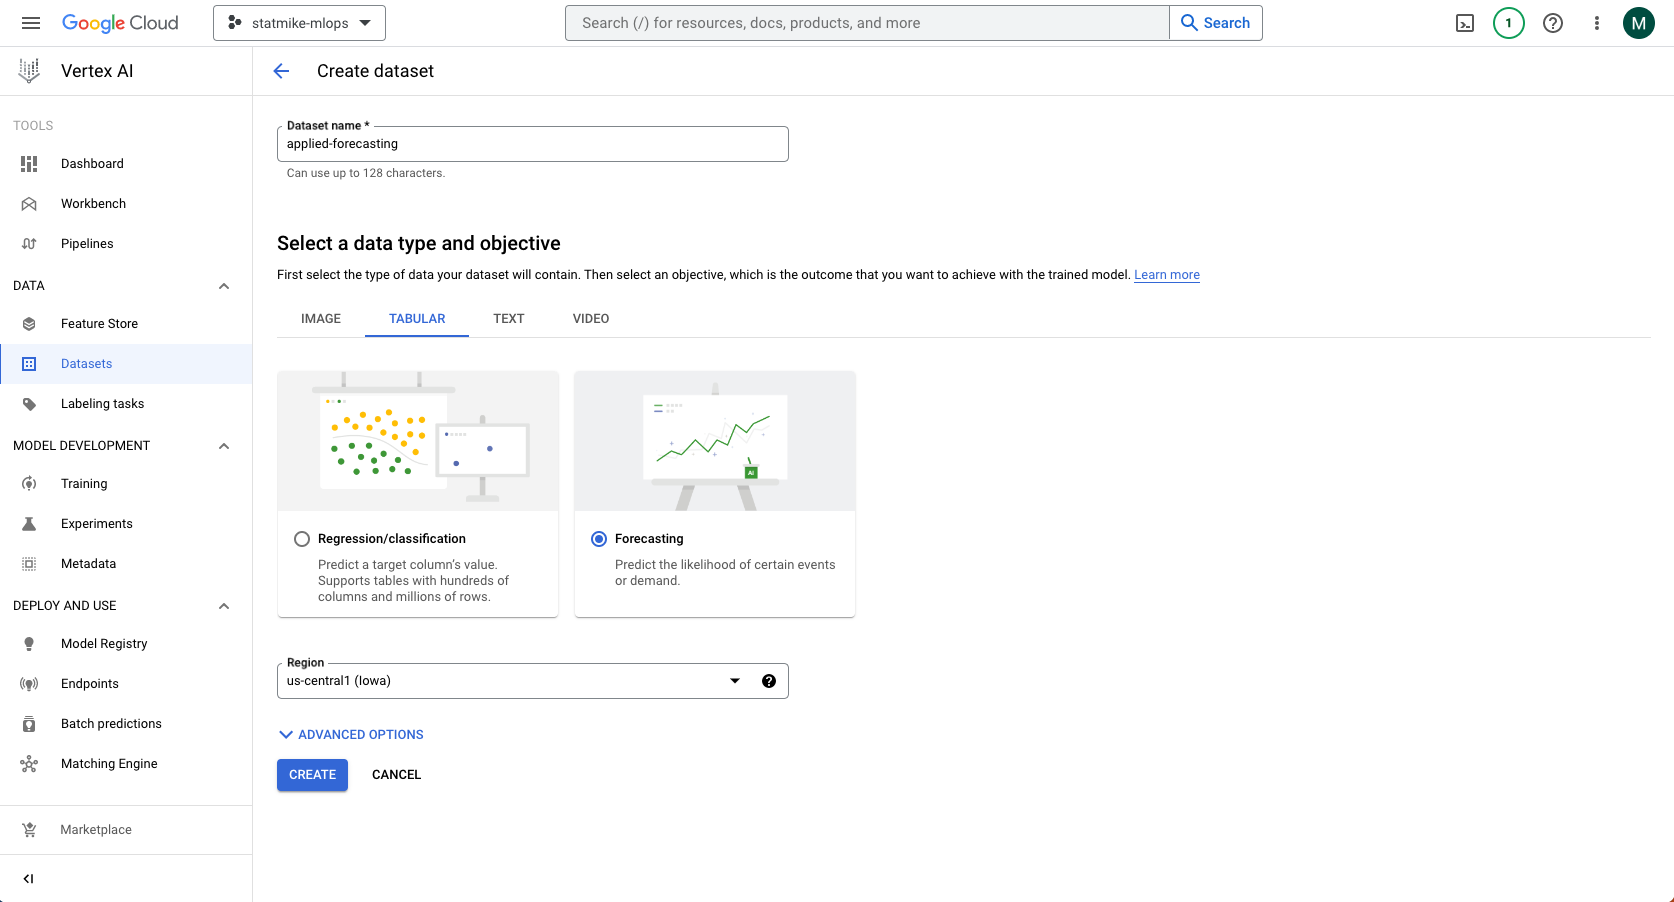 Google Cloud
statmike-mlops
Search (/) for resources, docs, products, and more
Search
1
M
Vertex AI
Create dataset
TOOLS
Dashboard
Workbench
Pipelines
DATA
Feature Store
Datasets
Labeling tasks
MODEL DEVELOPMENT
Training
Experiments
Metadata
DEPLOY AND USE
Model Registry
Endpoints
Batch predictions
Matching Engine
Marketplace
Dataset name *
applied-forecasting
Can use up to 128 characters.
Select a data type and objective
First select the type of data your dataset will contain. Then select an objective, which is the outcome that you want to achieve with the trained model. Learn more
IMAGE
TABULAR
TEXT
VIDEO
Regression/classification
Predict a target column's value.
Supports tables with hundreds of
columns and millions of rows.
AI
Forecasting
Predict the likelihood of certain events
or demand.
Region
us-central1 (Iowa)
ADVANCED OPTIONS
CREATE
CANCEL